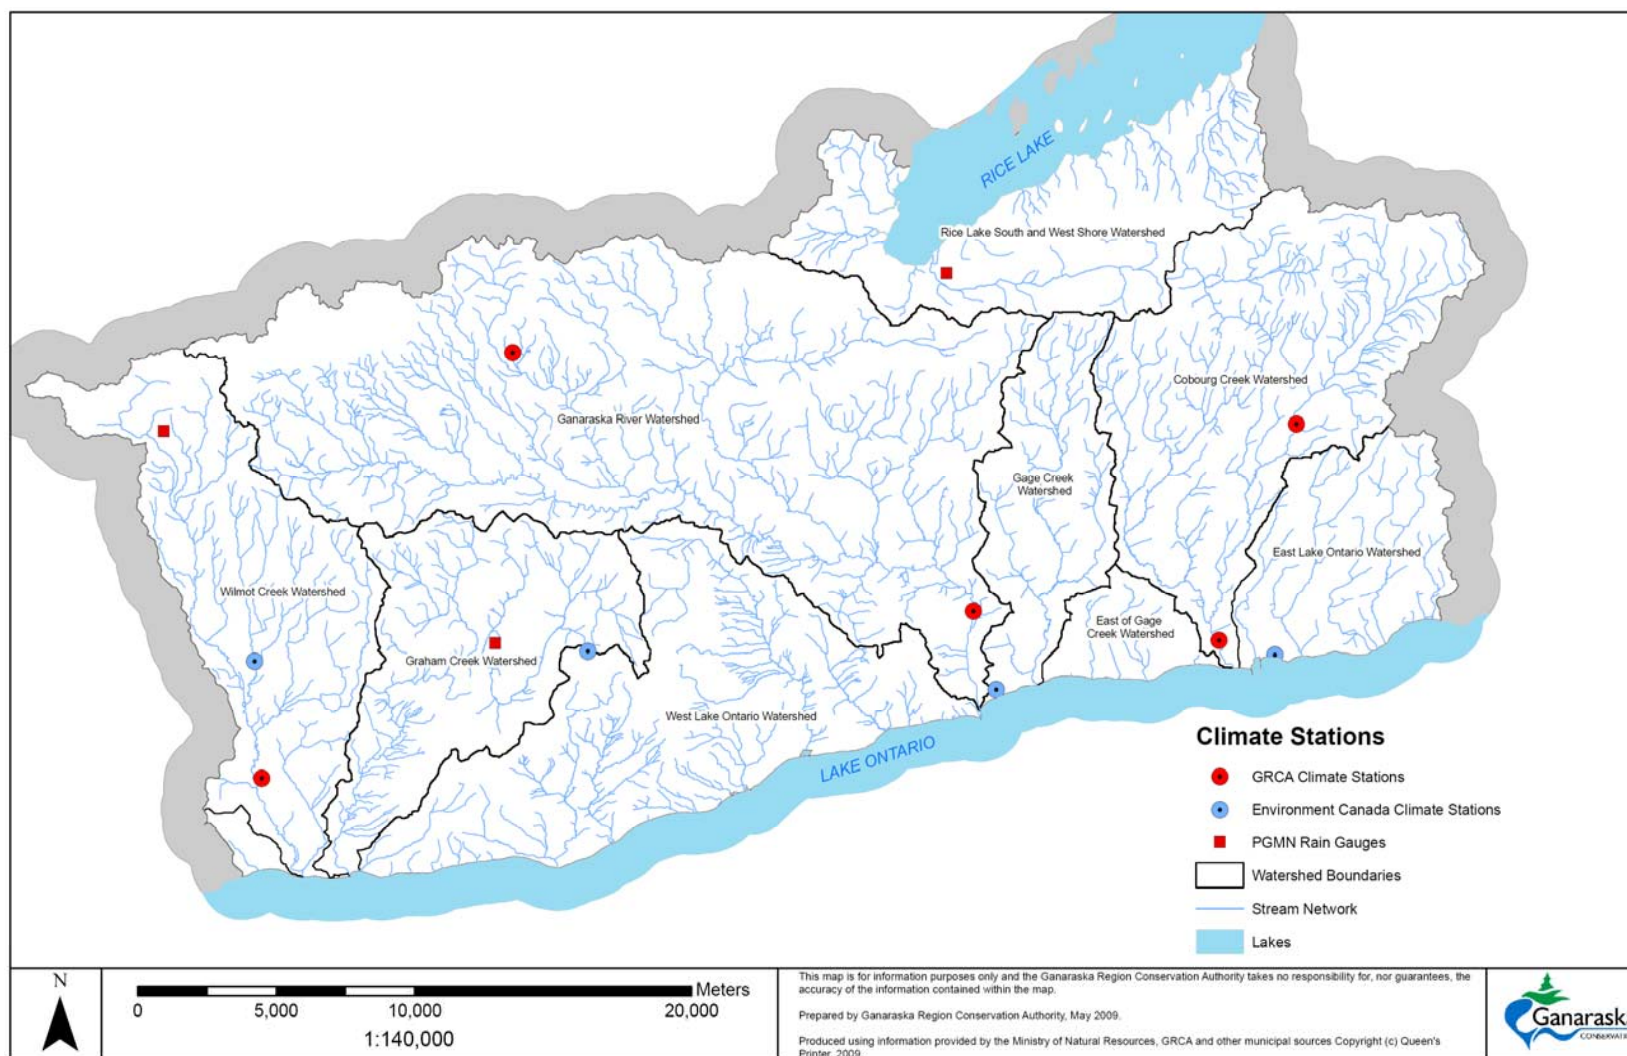 RICE LAKE
Rice Lake South and West Shore Watershed
Cobourg Creek Watershed
Ganaraska River Watershed
Gage Creek
Watershed
East Lake Ontario Watershed
Wilmot Creek Watershed
East of Gage
Creek Watershed
Graham Creek Watershed
West Lake Ontario Watershed
LAKE ONTARIO
Climate Stations
GRCA Climate Stations
Environment Canada Climate Stations
PGMN Rain Gauges
Watershed Boundaries
Stream Network
Lakes
N
Meters
0 5,000 10,000 20,000
1:140,000
This map is for information purposes only and the Ganaraska Region Conservation Authority takes no responsibility for, nor guarantees, the
accuracy of the information contained within the map.
Prepared by Ganaraska Region Conservation Authority, May 2009.
Produced using information provided by the Ministry of Natural Resources, GRCA and other municipal sources Copyright (c) Queen's
Printer, 2009.
Ganaraska